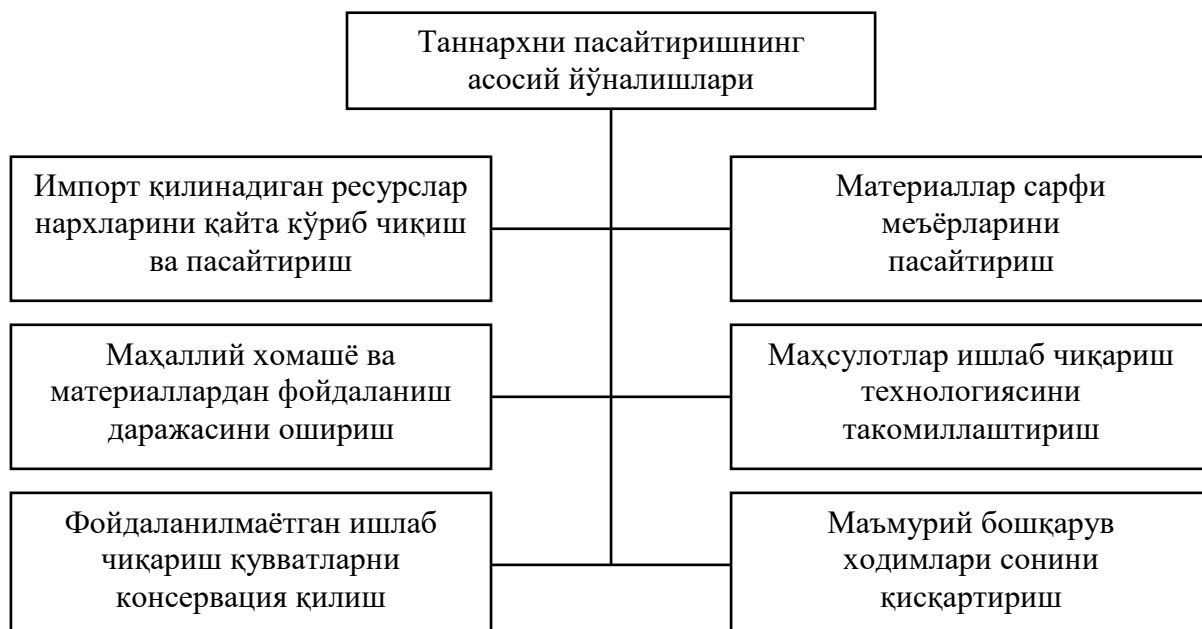 Таннархни пасайтиришнинг
асосий йўналишлари
Импорт қилинадиган ресурслар
нархларини қайта кўриб чиқиш
ва пасайтириш
Материаллар сарфи
меъёрларини
пасайтириш
Маҳаллий хомашё ва
материаллардан фойдаланиш
даражасини ошириш
Маҳсулотлар ишлаб чиқариш
технологиясини
такомиллаштириш
Фойдаланилмаётган ишлаб
чиқариш қувватларни
консервация қилиш
Маъмурий бошқарув
ходимлари сонини
қисқартириш